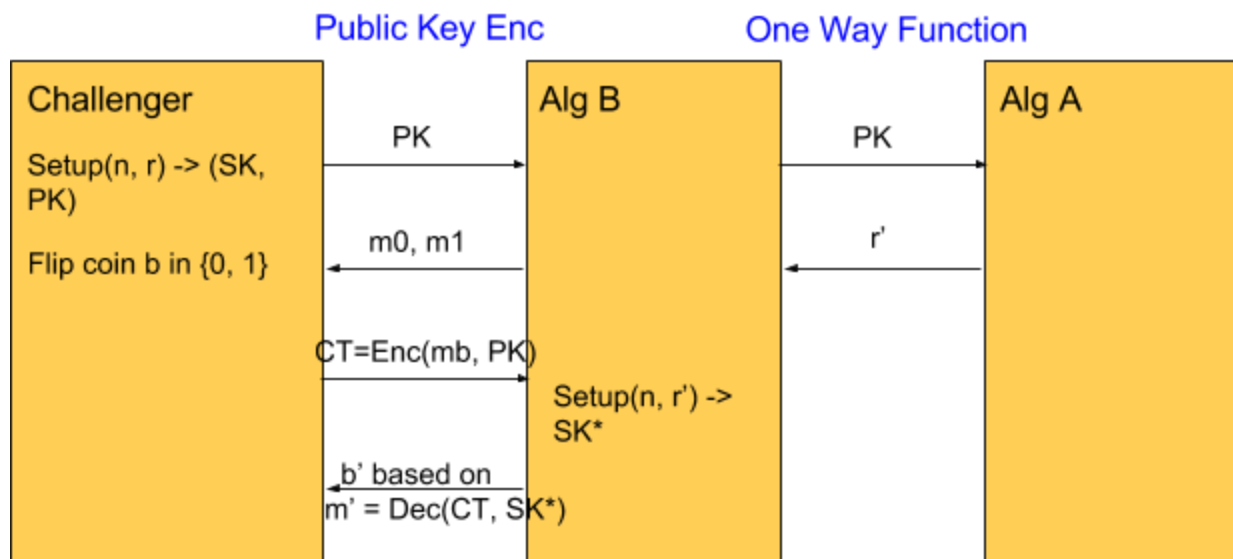 Public Key Enc
One Way Function
Challenger
Alg B
Alg A
PK
PK
Setup(n, r) -> (SK,
PK)
m0, m1
r’
Flip coin b in {0, 1}
CT=Enc(mb, PK)
Setup(n, r’) ->
SK*
b’ based on
m’ = Dec(CT, SK*)